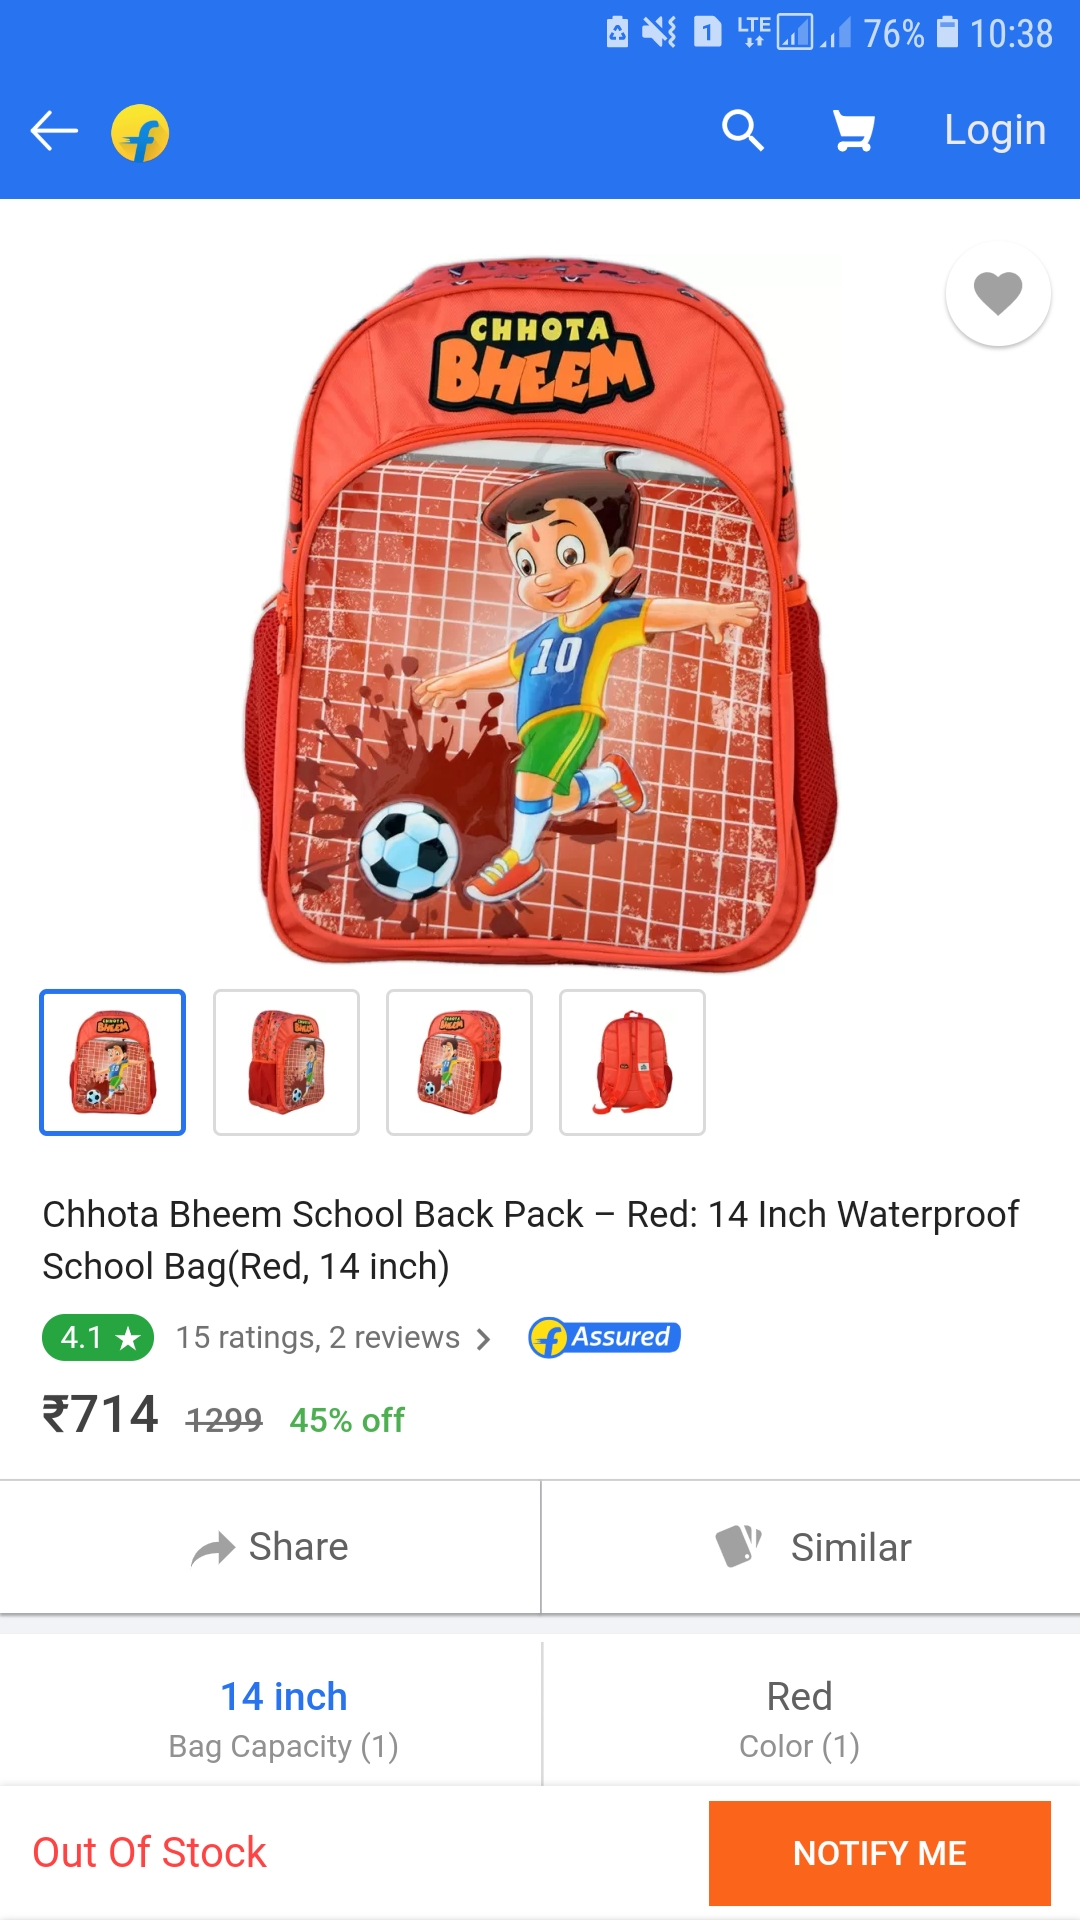 LTE 76% 10:38
Login
CHHOTA
BHEEM
10
Chhota Bheem School Back Pack – Red: 14 Inch Waterproof
School Bag(Red, 14 inch)
4.1 ★ 15 ratings, 2 reviews > Assured
₹714 1299 45% off
Share Similar
14 inch Red
Bag Capacity (1) Color (1)
Out Of Stock NOTIFY ME